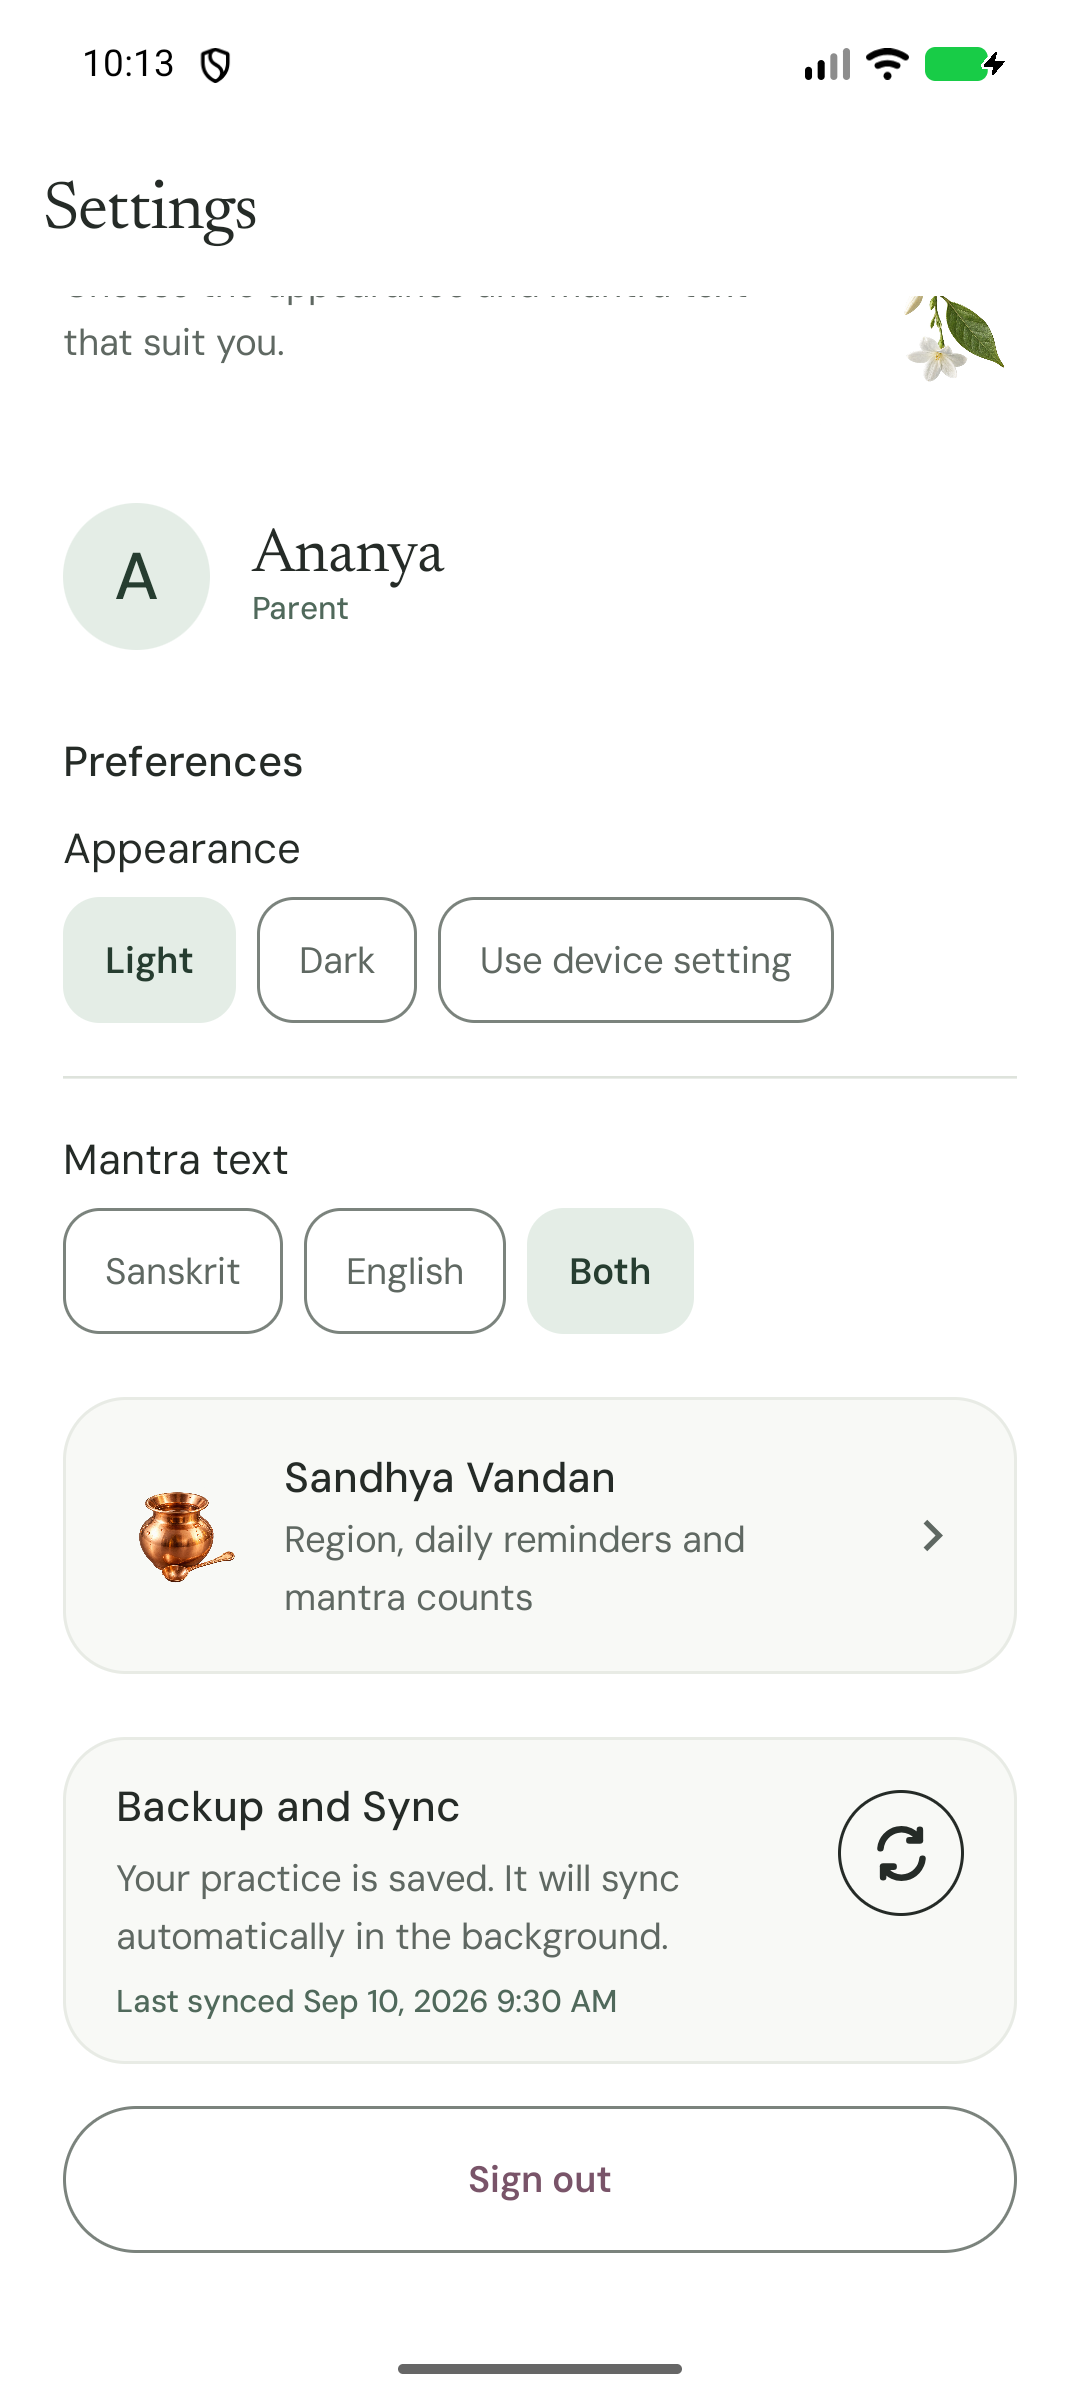 10:13
Settings
that suit you.
A
Ananya
Parent
Preferences
Appearance
Light
Dark
Use device setting
Mantra text
Sanskrit
English
Both
Sandhya Vandan
Region, daily reminders and
mantra counts
Backup and Sync
Your practice is saved. It will sync
automatically in the background.
Last synced Sep 10, 2026 9:30 AM
Sign out